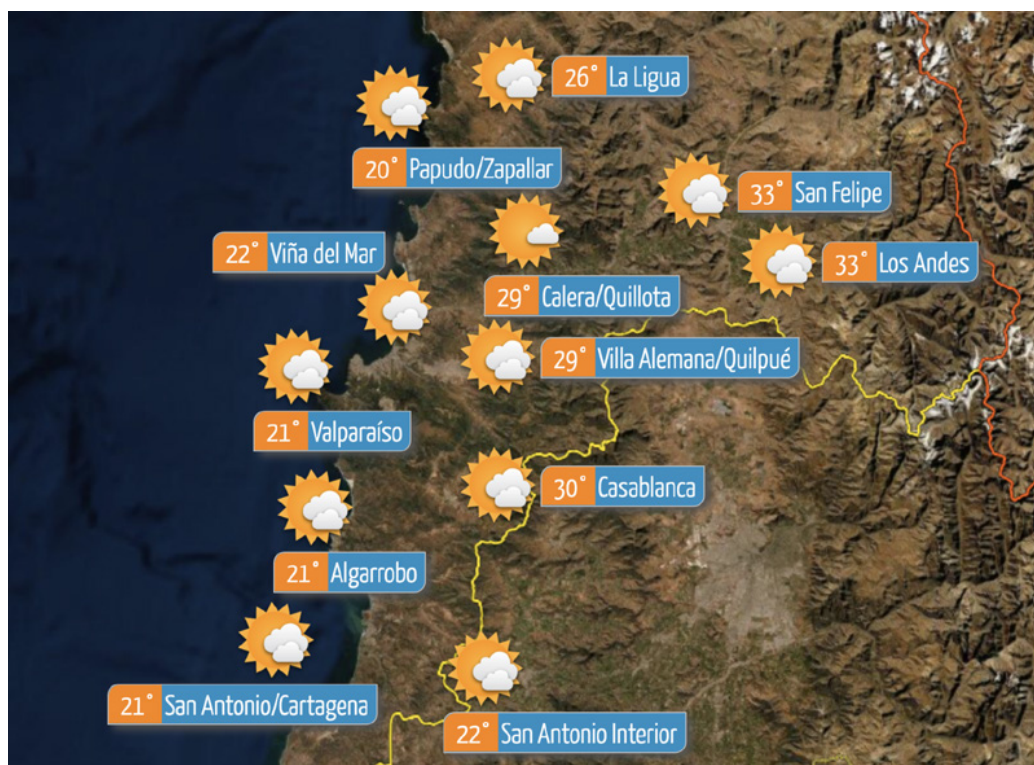 26° La Ligua
20° Papudo/Zapallar
33° San Felipe
22° Viña del Mar
33° Los Andes
29° Calera/Quillota
29° Villa Alemana/Quilpué
21° Valparaíso
30° Casablanca
21° Algarrobo
21° San Antonio/Cartagena
22° San Antonio Interior